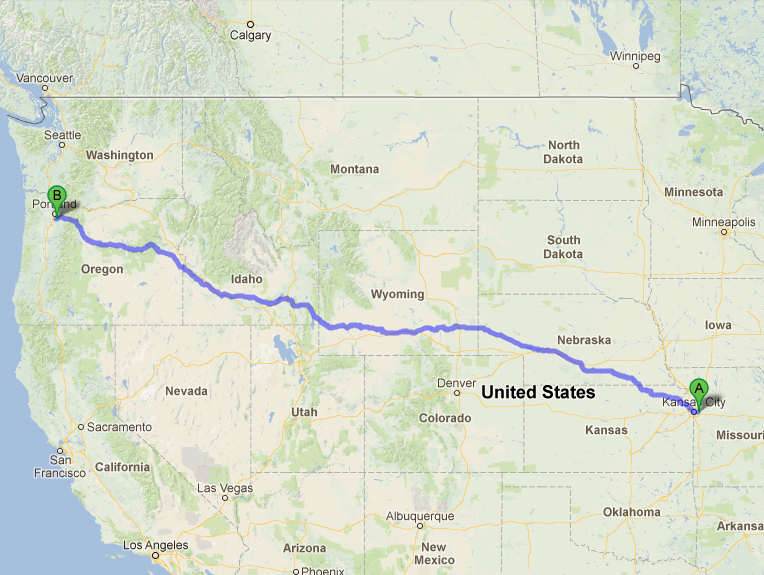 Calgary
Winnipeg
Vancouver
Seattle
Washington
Montana
North
Dakota
Minnesota
B
Portland
Minneapolis
South
Dakota
Oregon
Idaho
Wyoming
Iowa
Nebraska
A
Denver
United States
Kansas City
Nevada
Utah
Colorado
Kansas
Sacramento
Missouri
San
Francisco
California
Las Vegas
Albuquerque
Oklahoma
Arkansa
Los Angeles
Arizona
New
Mexico
Phoenix